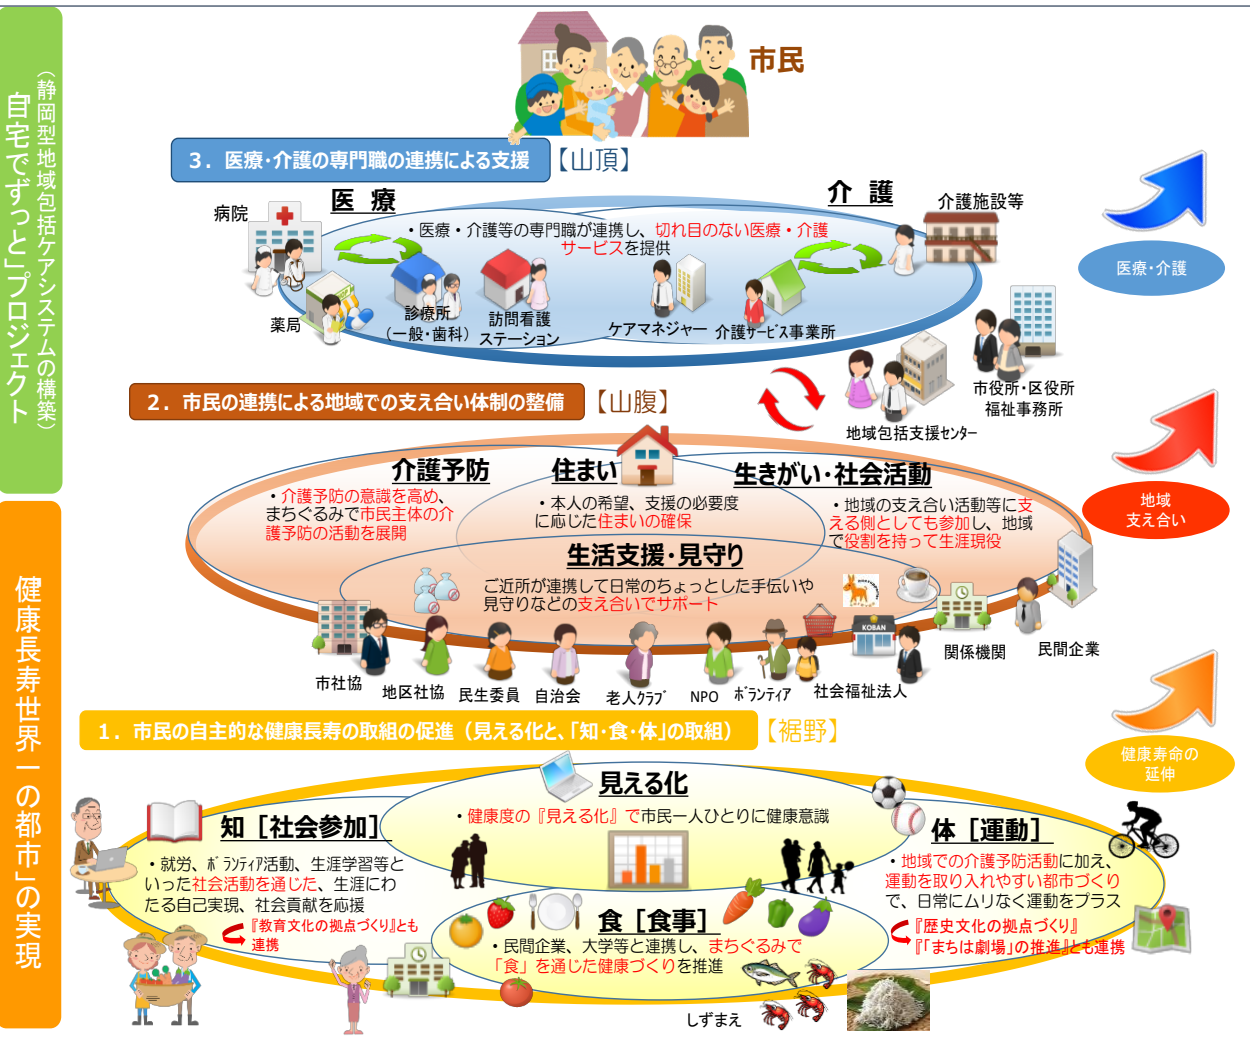 市民
（静岡型地域包括ケアシステムの構築）
自宅でずっと」プロジェクト
健康長寿世界一の都市」の実現
3．医療・介護の専門職の連携による支援
【山頂】
医 療
介 護
病院
介護施設等
・医療・介護等の専門職が連携し、切れ目のない医療・介護
サービスを提供
薬局
診療所
（一般・歯科）
訪問看護
ステーション
ケアマネジャー
介護サービス事業所
医療・介護
市役所・区役所
福祉事務所
地域包括支援センター
2．市民の連携による地域での支え合い体制の整備
【山腹】
介護予防
・介護予防の意識を高め、
まちぐるみで市民主体の介
護予防の活動を展開
住まい
・本人の希望、支援の必要度
に応じた住まいの確保
生きがい・社会活動
・地域の支え合い活動等に支
える側としても参加し、地域
で役割を持って生涯現役
地域
支え合い
生活支援・見守り
ご近所が連携して日常のちょっとした手伝いや
見守りなどの支え合いでサポート
KOBAN
市社協
地区社協
民生委員
自治会
老人クラブ
NPO
ボランティア
社会福祉法人
関係機関
民間企業
1．市民の自主的な健康長寿の取組の促進（見える化と、「知・食・体」の取組）
【裾野】
健康寿命の
延伸
見える化
・健康度の『見える化』で市民一人ひとりに健康意識
知［社会参加］
・就労、ボランティア活動、生涯学習等と
いった社会活動を通じた、生涯にわ
たる自己実現、社会貢献を応援
『教育文化の拠点づくり』とも
連携
体［運動］
・地域での介護予防活動に加え、
運動を取り入れやすい都市づくり
で、日常にムリなく運動をプラス
『歴史文化の拠点づくり』
『「まちは劇場」の推進』とも連携
食［食事］
・民間企業、大学等と連携し、まちぐるみで
「食」を通じた健康づくりを推進
しずまえ